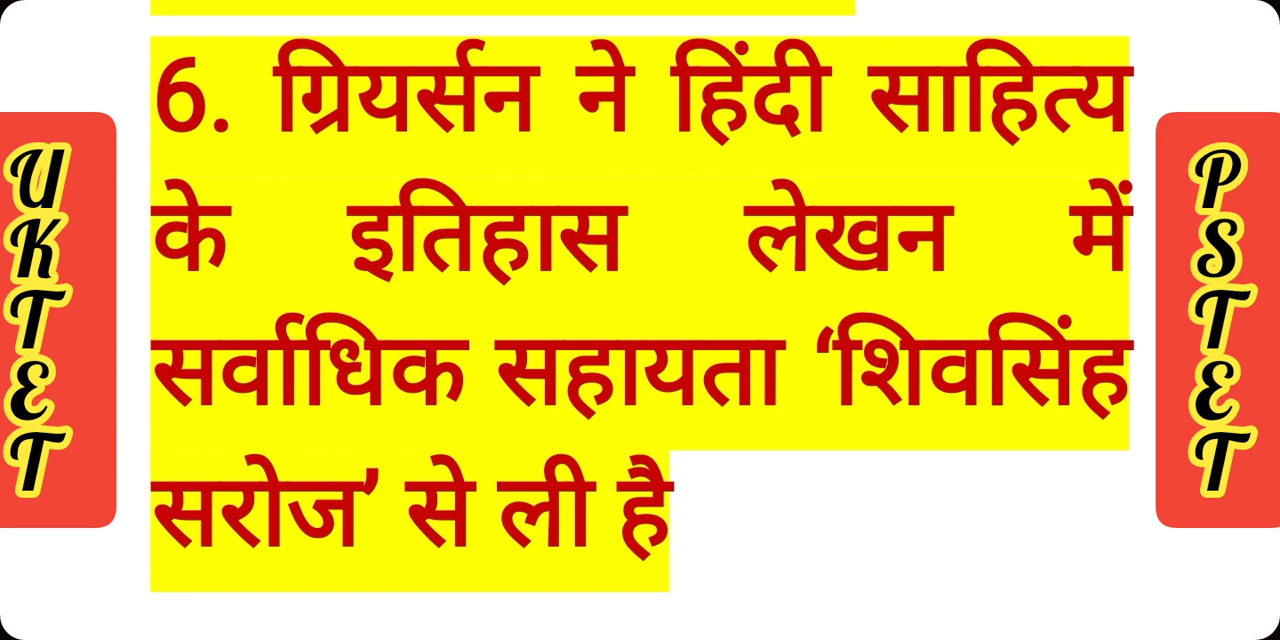 6. ग्रियर्सन ने हिंदी साहित्य
के इतिहास लेखन में
सर्वाधिक सहायता ‘शिवसिंह
सरोज’ से ली है
UKTET
PSTET